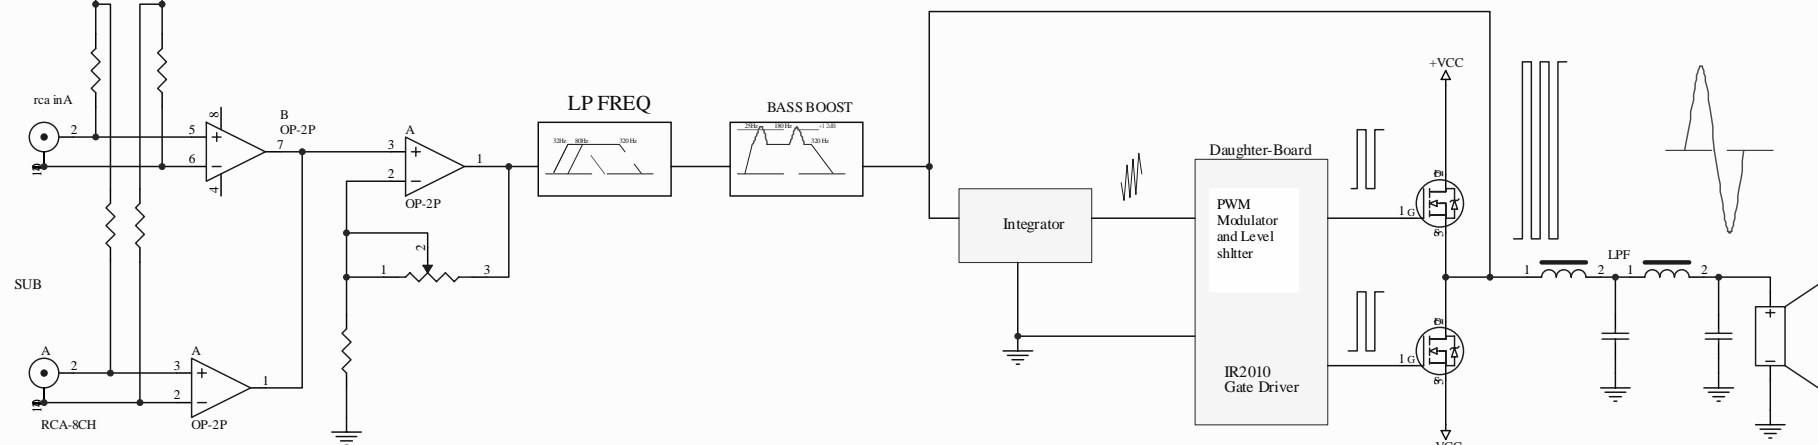 rca inA
2
5
6
8
4
B
OP-2P
7
A
3
2
1
OP-2P
2
1
3
LP FREQ
32Hz 80Hz 320 Hz
BASS BOOST
25Hz 180 Hz +12dB
320 Hz
Integrator
Daughter-Board
PWM
Modulator
and Level
shItter
IR2010
Gate Driver
+VCC
1 G
1 G
-VCC
LPF
1 2 1 2
+
−
SUB
A
2
RCA-8CH
A
3
2
1
OP-2P